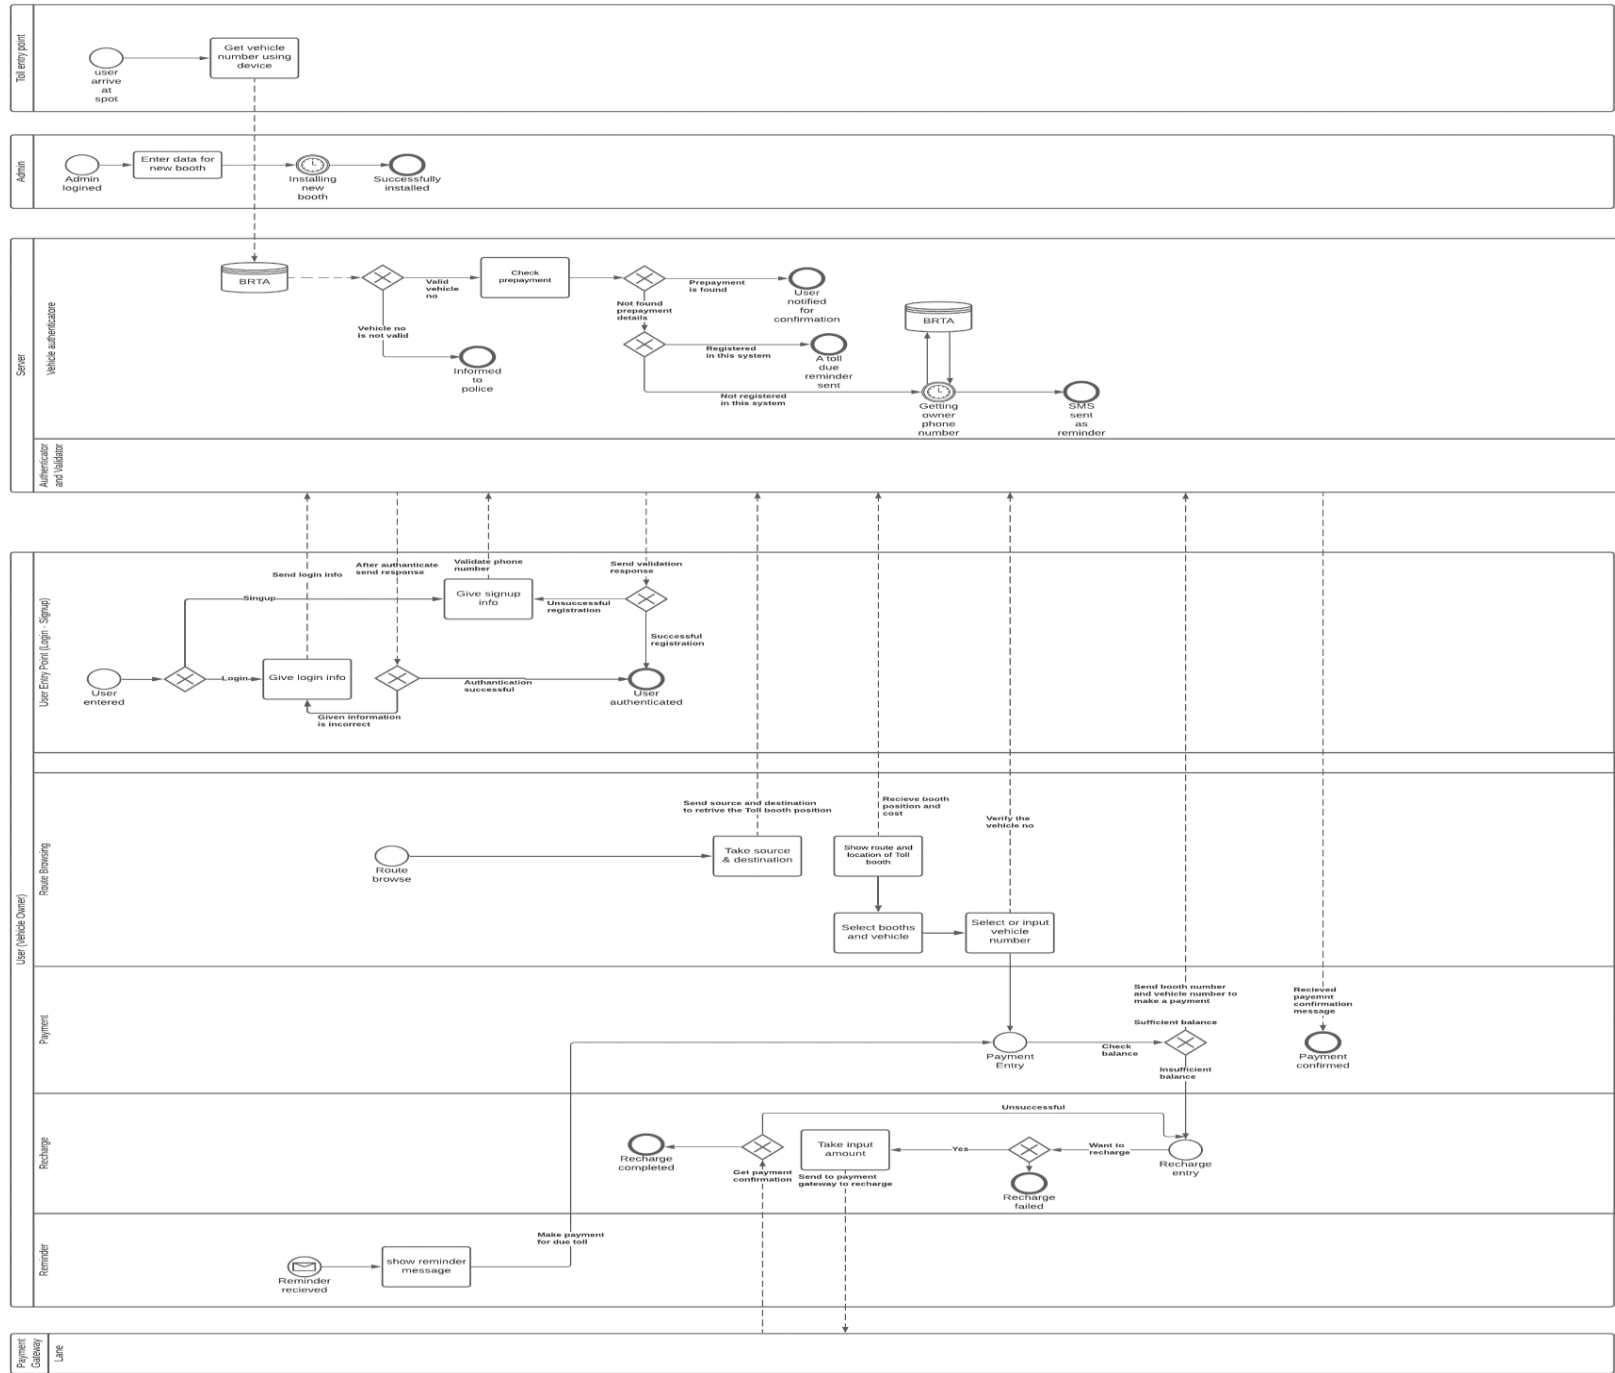 Toll entry point
user
arrive
at
spot
Get vehicle
number using
device
Admin
Admin
logined
Enter data for
new booth
Installing
new
booth
Successfully
installed
Server
Vehicle authenticatore
BRTA
Valid
vehicle
no
Vehicle no
is not valid
Informed
to
police
Check
prepayment
Prepayment
is found
User
notified
for
confirmation
Not found
prepayment
details
Registered
in this system
A toll
due
reminder
sent
Not registered
in this system
BRTA
Getting
owner
phone
number
SMS
sent
as
reminder
Authenticator
and Validator
User (Vehicle Owner)
User Entry Point (Login - Signup)
Send login info
After authanticate
send response
Validate phone
number
Send validation
response
Singup
Give signup
info
Unsuccessful
registration
Successful
registration
User
entered
Login
Give login info
Authantication
successful
User
authenticated
Given information
is incorrect
Route Browsing
Send source and destination
to retrive the Toll booth position
Recieve booth
position and
cost
Verify the
vehicle no
Route
browse
Take source
& destination
Show route and
location of Toll
booth
Select booths
and vehicle
Select or input
vehicle
number
Payment
Send booth number
and vehicle number to
make a payment
Recieved
payemnt
confirmation
message
Sufficient balance
Payment
Entry
Check
balance
Payment
confirmed
Insufficient
balance
Recharge
Unsuccessful
Recharge
completed
Take input
amount
Yes
Want to
recharge
Recharge
entry
Get payment
confirmation
Send to payment
gateway to recharge
Recharge
failed
Reminder
Make payment
for due toll
Reminder
recieved
show reminder
message
Payment
Gateway
Lane